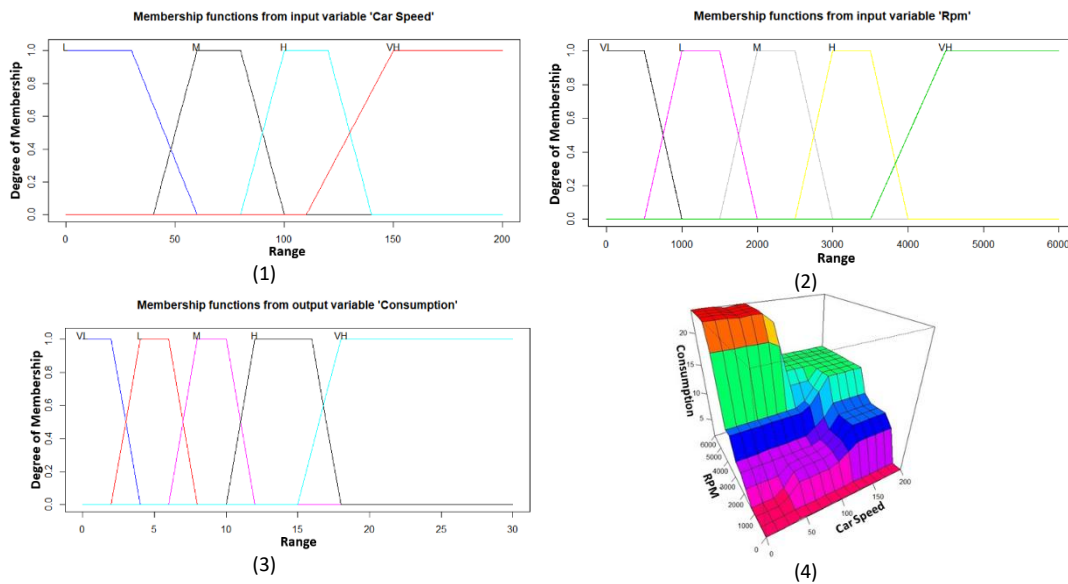 Membership functions from input variable 'Car Speed'
L M H VH
Degree of Membership
0.0 0.2 0.4 0.6 0.8 1.0
0 50 100 150 200
Range
(1)
Membership functions from input variable 'Rpm'
VL L M H VH
Degree of Membership
0.0 0.2 0.4 0.6 0.8 1.0
0 1000 2000 3000 4000 5000 6000
Range
(2)
Membership functions from output variable 'Consumption'
VL L M H VH
Degree of Membership
0.0 0.2 0.4 0.6 0.8 1.0
0 5 10 15 20 25 30
Range
(3)
Consumption
20
15
10
5
6000
5000
4000
3000
2000
1000
0
RPM
0
50
100
150
200
Car Speed
(4)